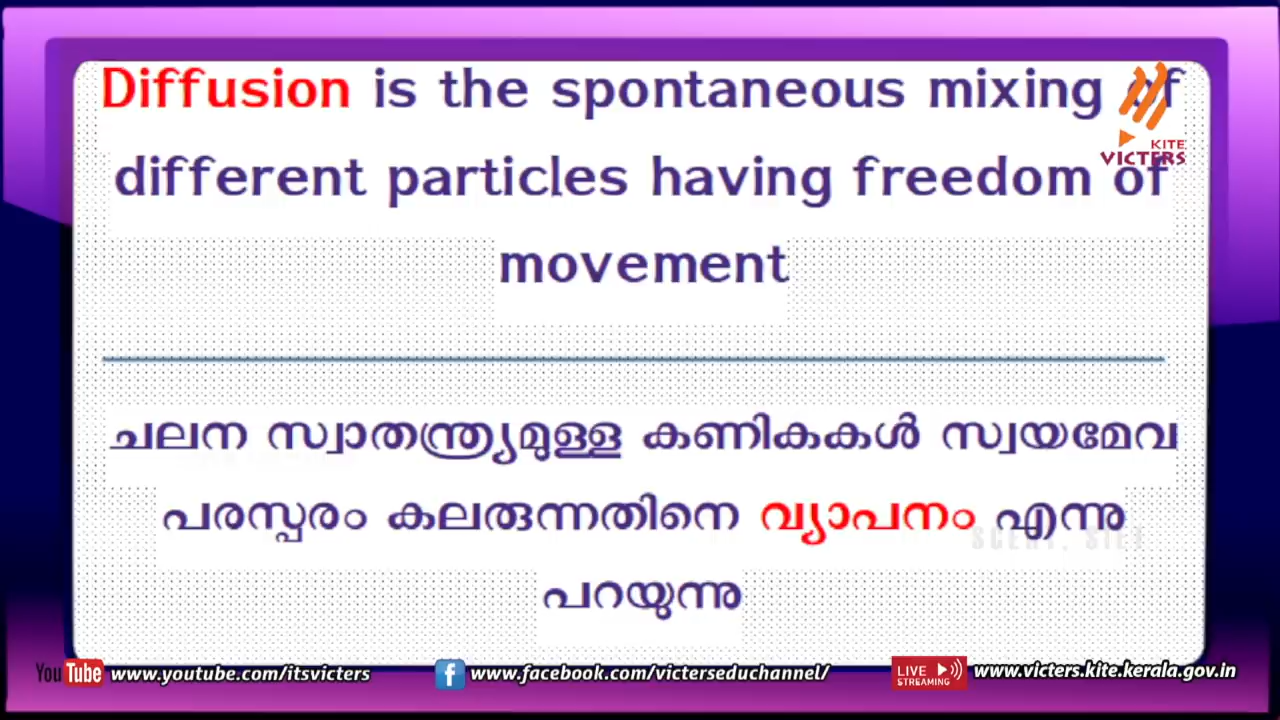 Diffusion is the spontaneous mixing of
different particles having freedom of
movement
KITE
VICTERS
ചലന സ്വാതന്ത്ര്യമുള്ള കണികകൾ സ്വയമേവ
പരസ്പരം കലരുന്നതിനെ വ്യാപനം എന്നു
പറയുന്നു
YouTube www.youtube.com/itsvicters
f www.facebook.com/victerseduchannel/
LIVE STREAMING www.victers.kite.kerala.gov.in